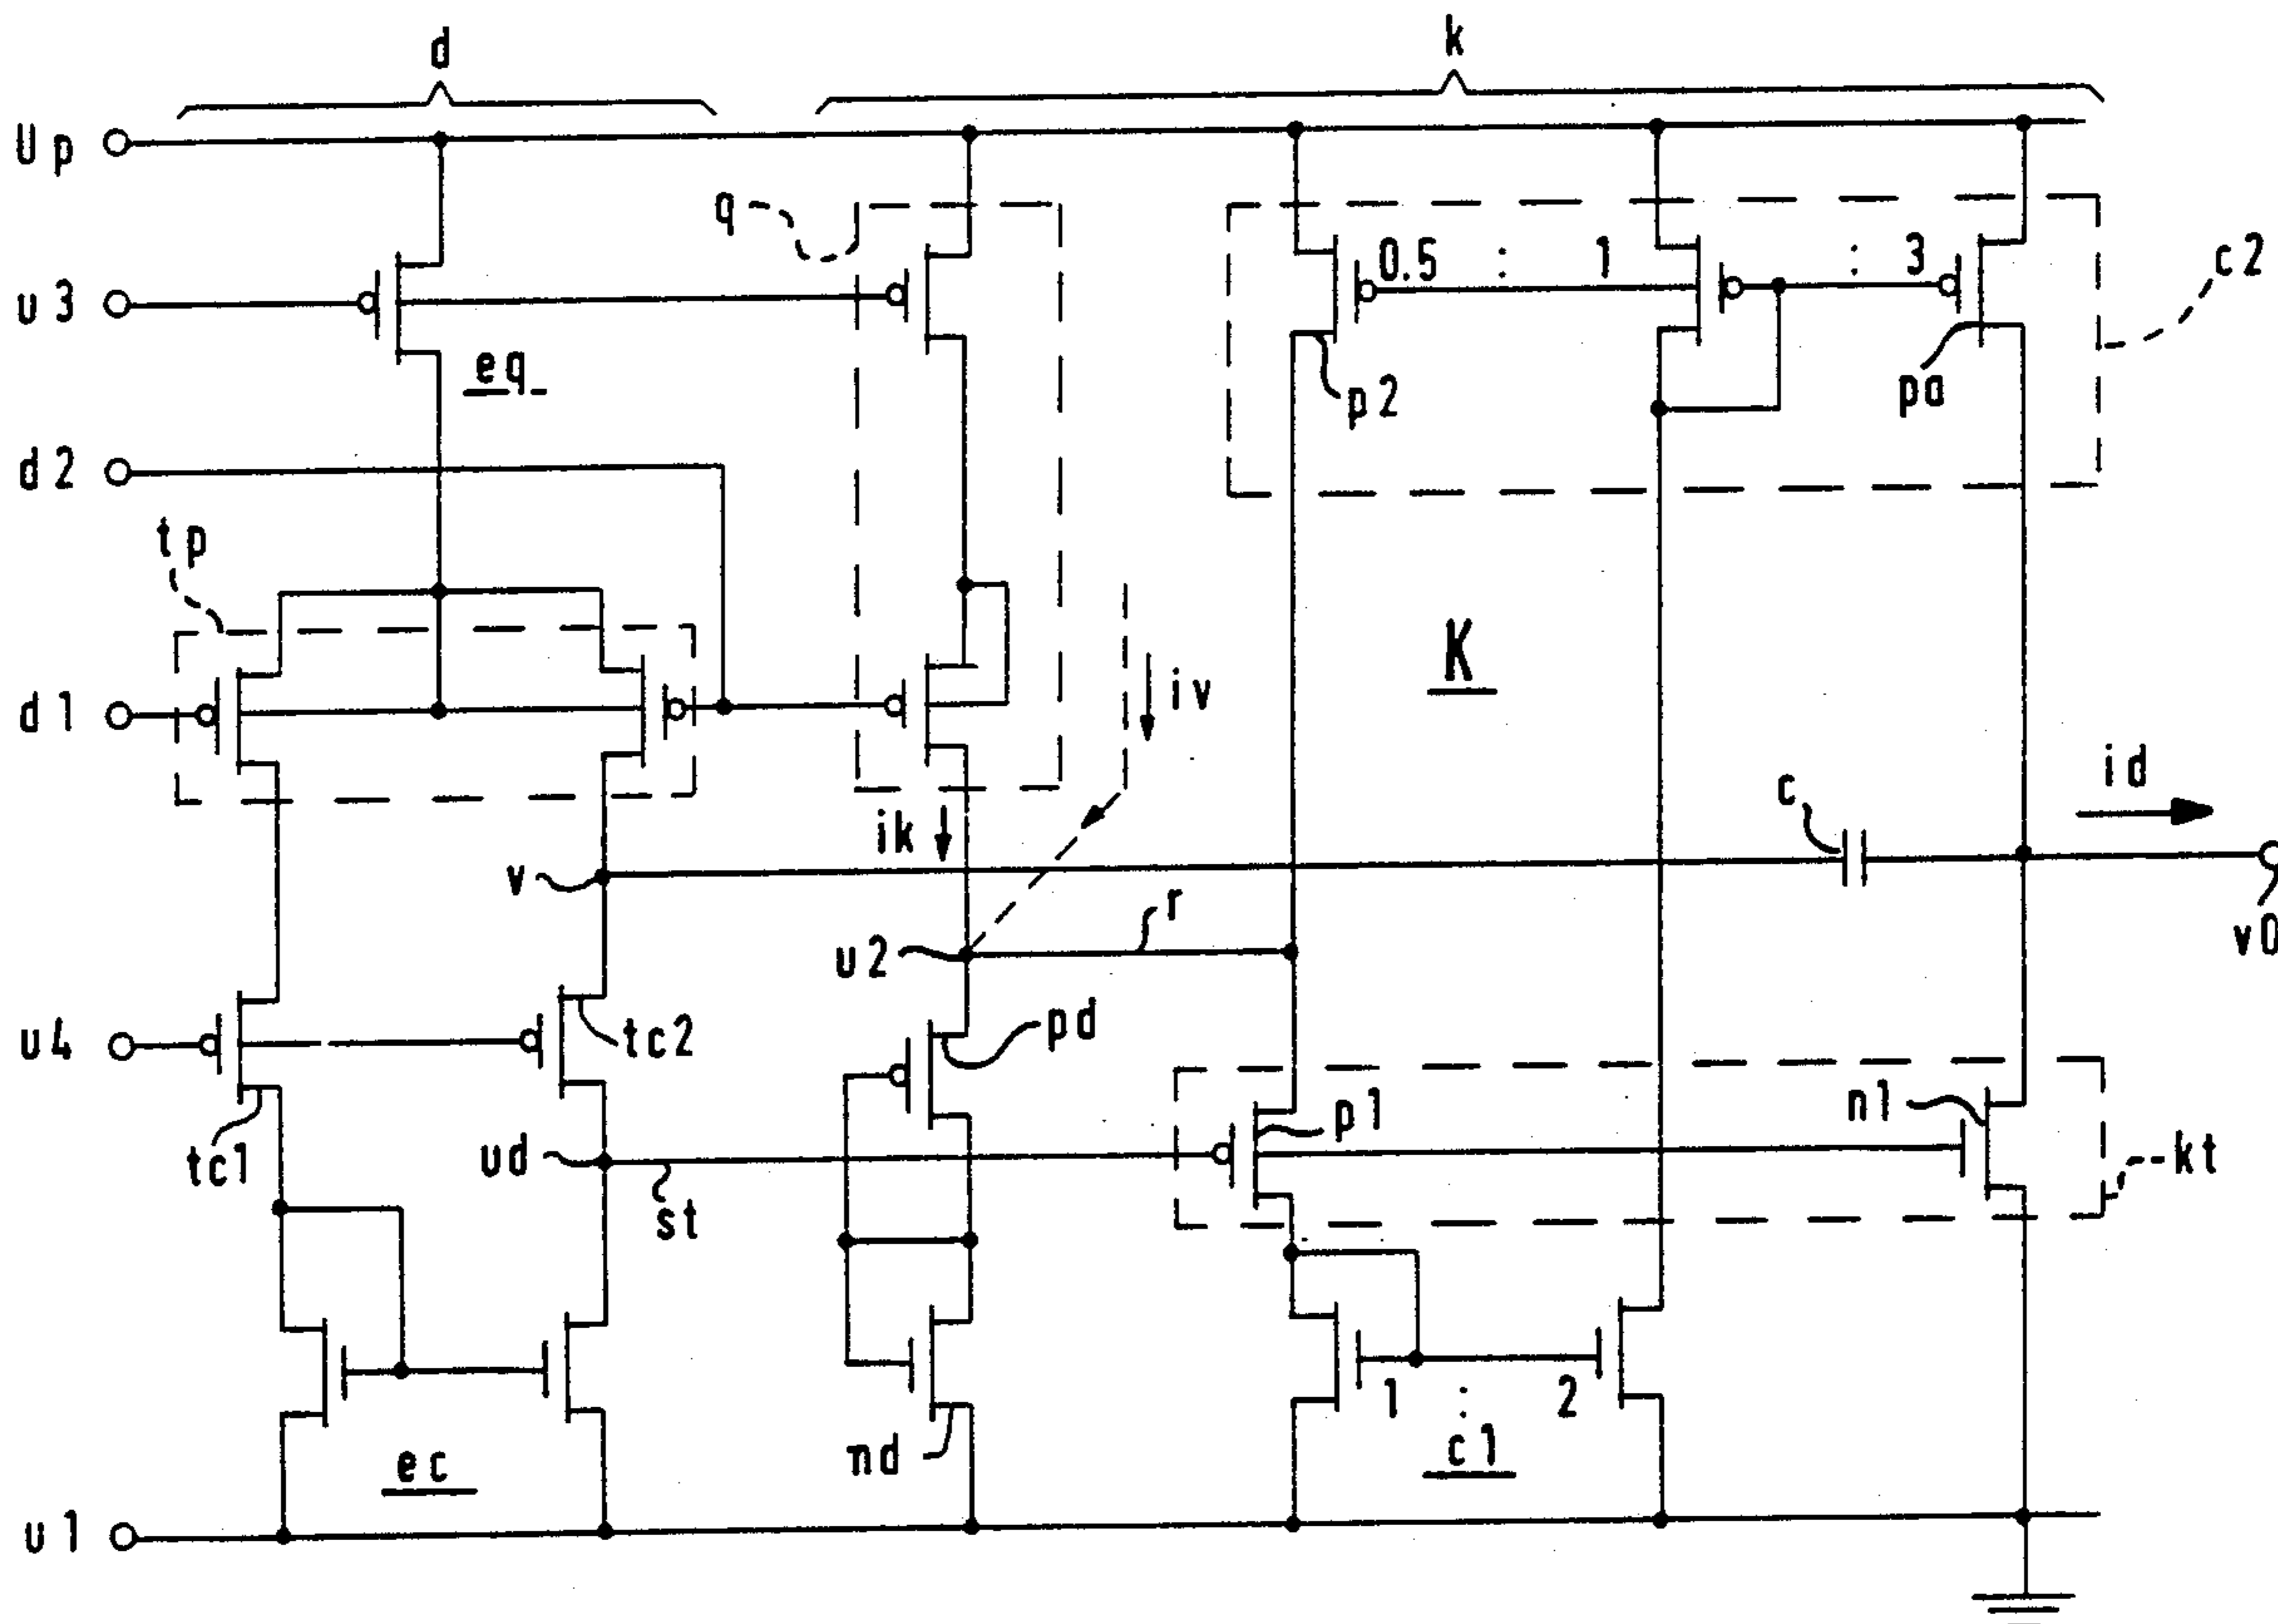 d
k
Up
q
0.5 : 1 : 3
c2
u3
eq
p2
pa
d2
tp
K
iv
d1
id
c
ik
v
r
v0
u2
pd
u4
tc2
p1
n1
ud
tc1
kt
st
1 : 2
nd
c1
ec
u1